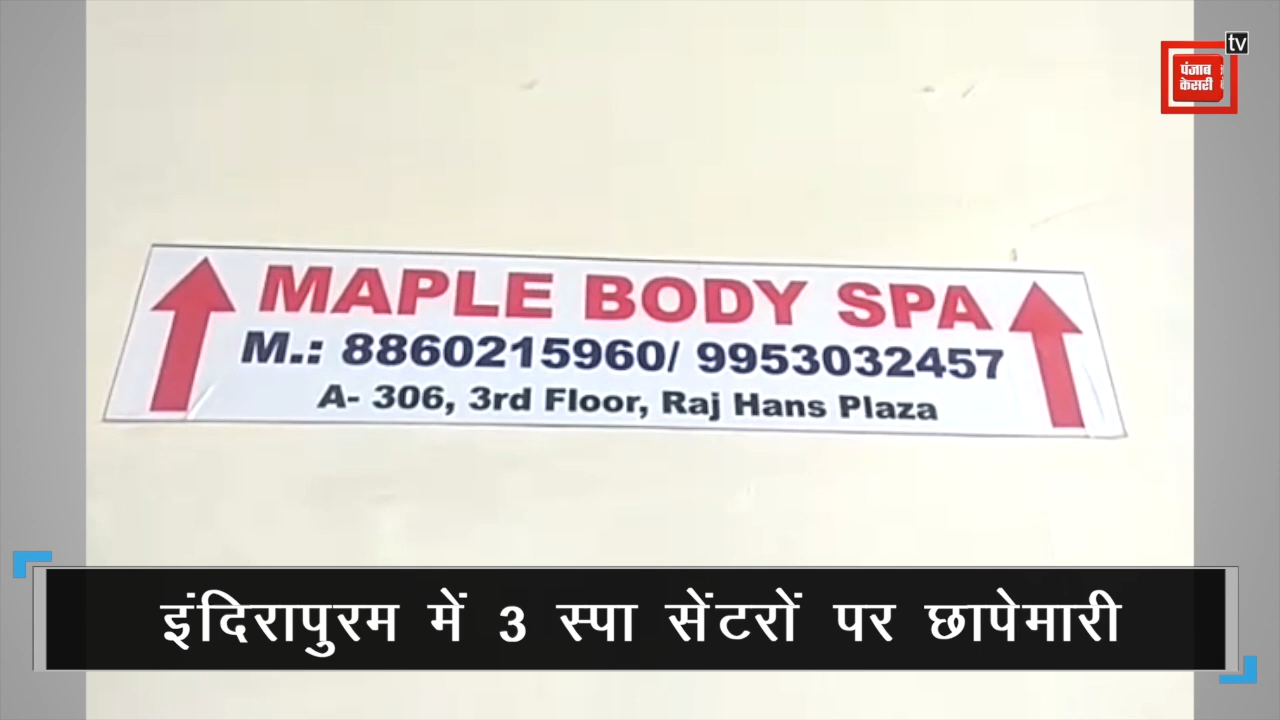 tv
पंजाब
केसरी
MAPLE BODY SPA
M.: 8860215960/ 9953032457
A- 306, 3rd Floor, Raj Hans Plaza
इंदिरापुरम में 3 स्पा सेंटरों पर छापेमारी